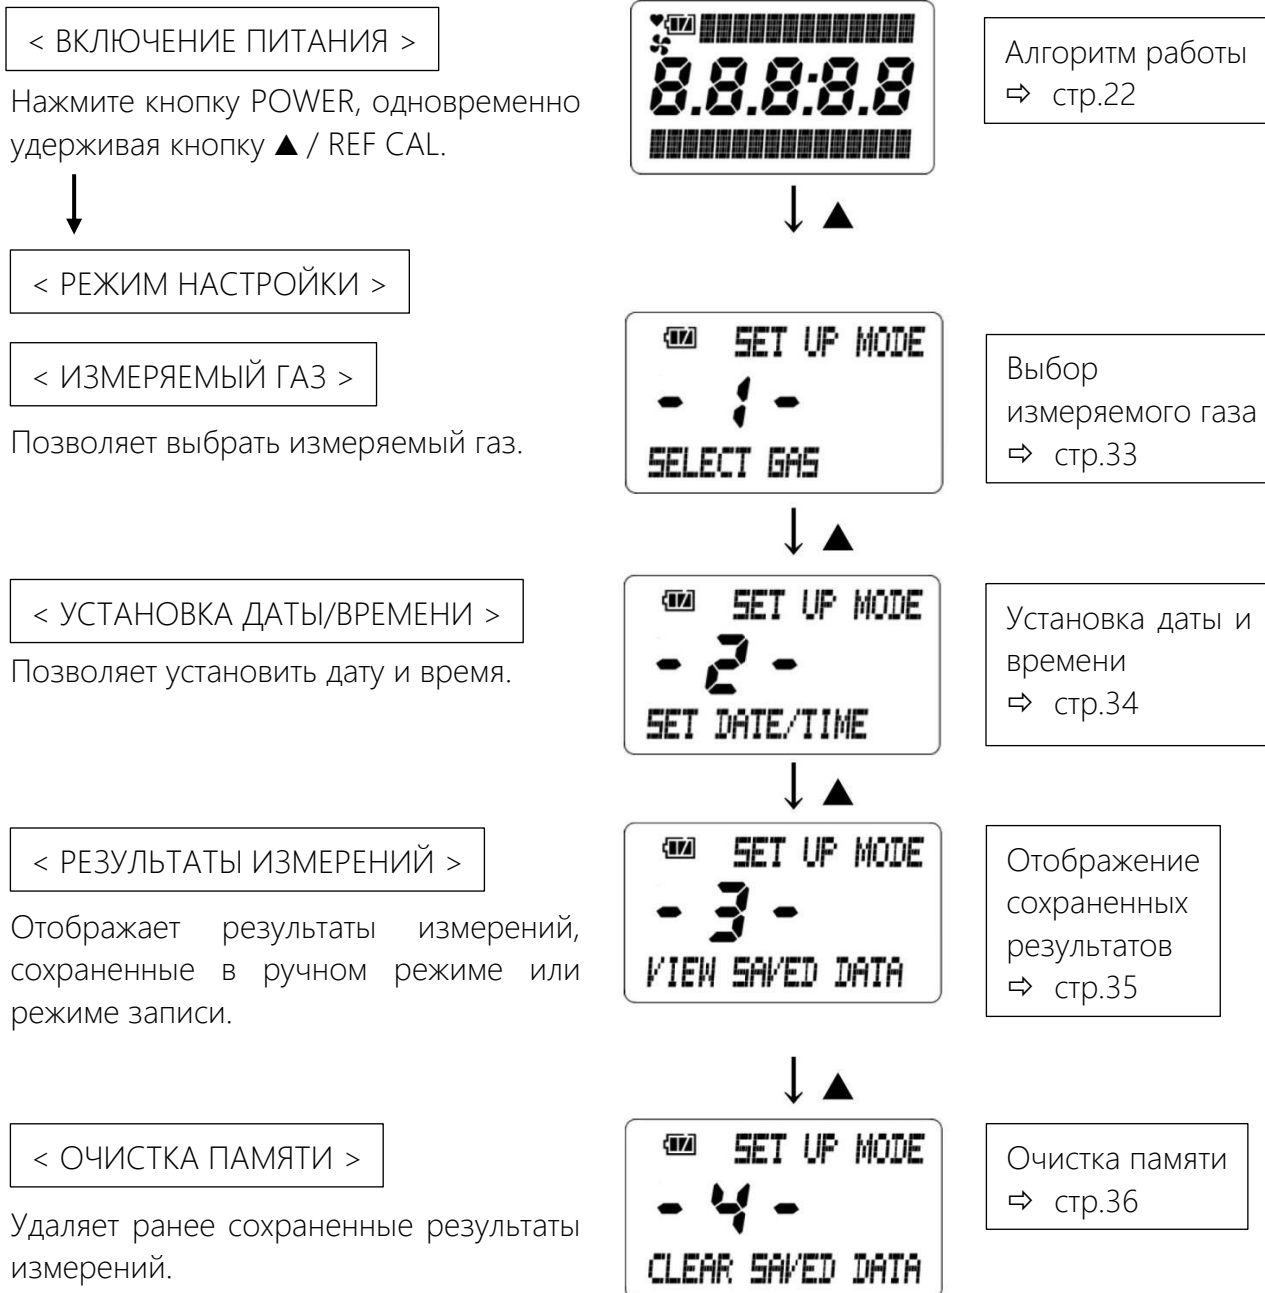 < ВКЛЮЧЕНИЕ ПИТАНИЯ >
Нажмите кнопку POWER, одновременно
удерживая кнопку ▲ / REF CAL.
8.8.8:8.8
▲
Алгоритм работы
⇨ стр.22
< РЕЖИМ НАСТРОЙКИ >
< ИЗМЕРЯЕМЫЙ ГАЗ >
Позволяет выбрать измеряемый газ.
SET UP MODE
- 1 -
SELECT GAS
▲
Выбор
измеряемого газа
⇨ стр.33
< УСТАНОВКА ДАТЫ/ВРЕМЕНИ >
Позволяет установить дату и время.
SET UP MODE
- 2 -
SET DATE/TIME
▲
Установка даты и
времени
⇨ стр.34
< РЕЗУЛЬТАТЫ ИЗМЕРЕНИЙ >
Отображает результаты измерений,
сохраненные в ручном режиме или
режиме записи.
SET UP MODE
- 3 -
VIEW SAVED DATA
▲
Отображение
сохраненных
результатов
⇨ стр.35
< ОЧИСТКА ПАМЯТИ >
Удаляет ранее сохраненные результаты
измерений.
SET UP MODE
- 4 -
CLEAR SAVED DATA
Очистка памяти
⇨ стр.36